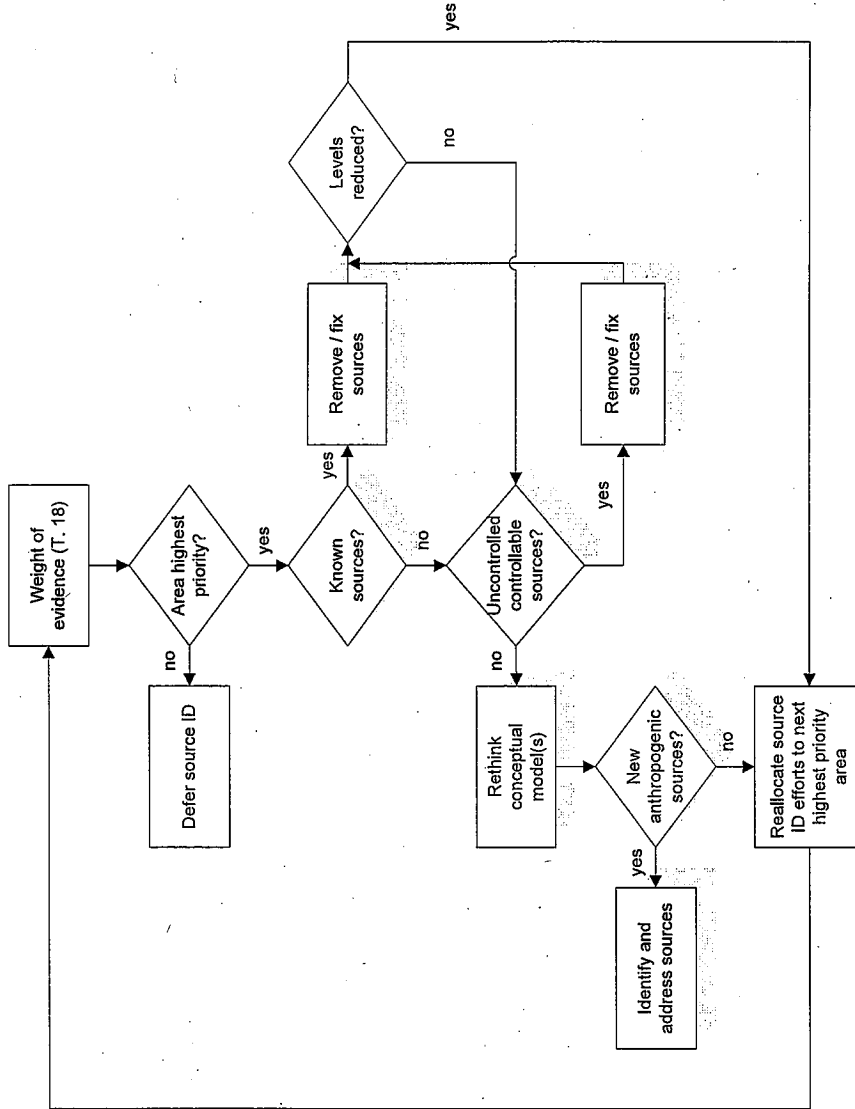 Weight of
evidence (T. 18)
Area highest
priority?
no
yes
Defer source ID
Known
sources?
yes
no
Remove / fix
sources
Levels
reduced?
yes
no
Uncontrolled
controllable
sources?
no
yes
Remove / fix
sources
Rethink
conceptual
model(s)
New
anthropogenic
sources?
yes
no
Identify and
address sources
Reallocate source
ID efforts to next
highest priority
area